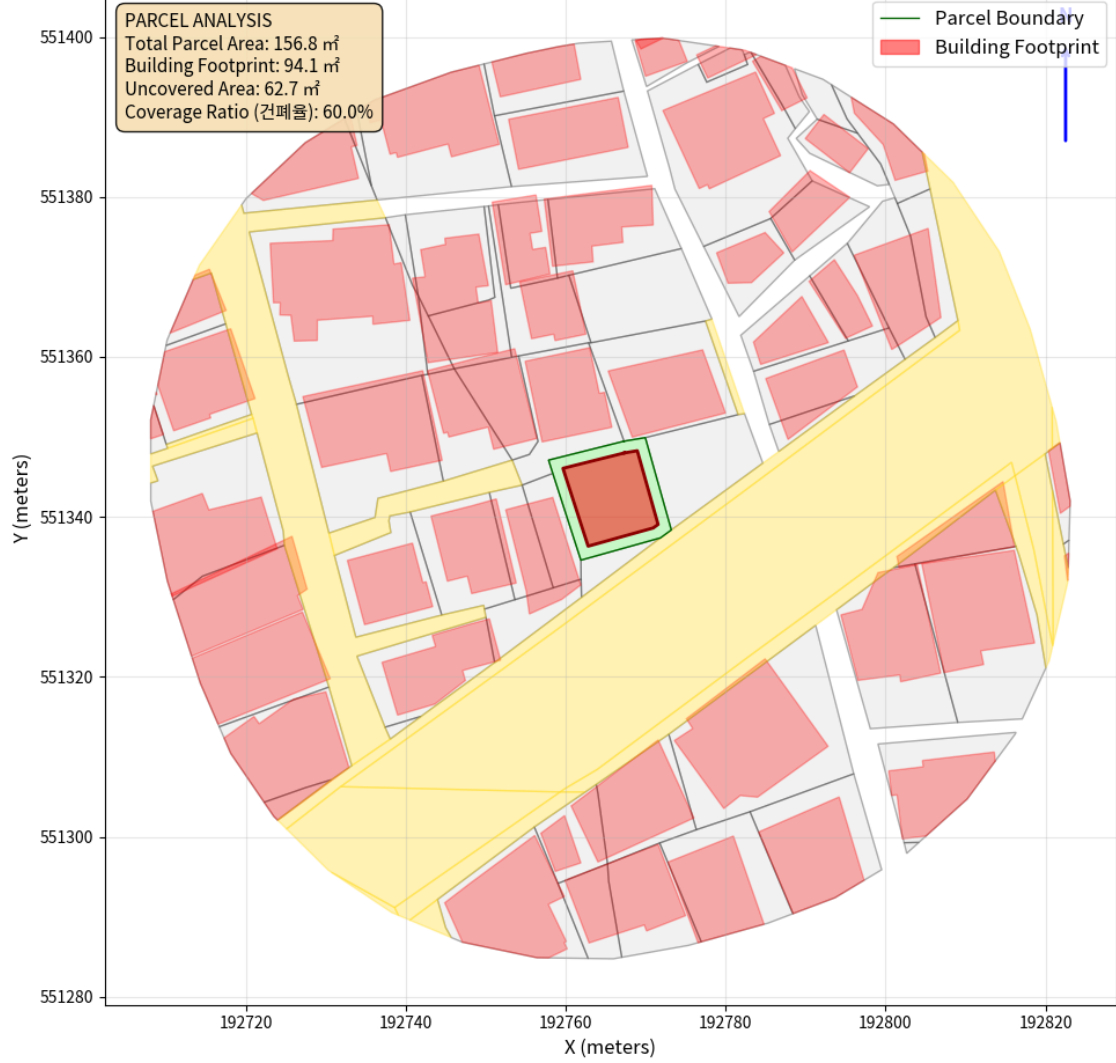 PARCEL ANALYSIS
Total Parcel Area: 156.8 ㎡
Building Footprint: 94.1 ㎡
Uncovered Area: 62.7 ㎡
Coverage Ratio (건폐율): 60.0%
N
Parcel Boundary
Building Footprint
551400
551380
551360
551340
551320
551300
551280
Y (meters)
192720
192740
192760
192780
192800
192820
X (meters)